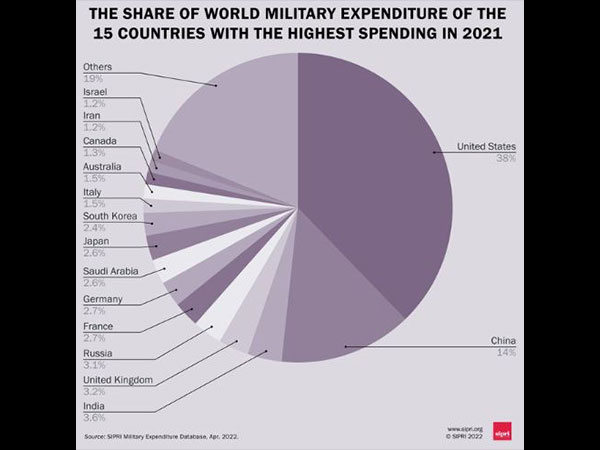 THE SHARE OF WORLD MILITARY EXPENDITURE OF THE
15 COUNTRIES WITH THE HIGHEST SPENDING IN 2021
Others
19%
Israel
1.2%
Iran
1.2%
Canada
1.3%
Australia
1.5%
Italy
1.5%
South Korea
2.4%
Japan
2.6%
Saudi Arabia
2.6%
Germany
2.7%
France
2.7%
Russia
3.1%
United Kingdom
3.2%
India
3.6%
United States
38%
China
14%
Source: SIPRI Military Expenditure Database, Apr. 2022.
www.sipri.org
© SIPRI 2022
sipri